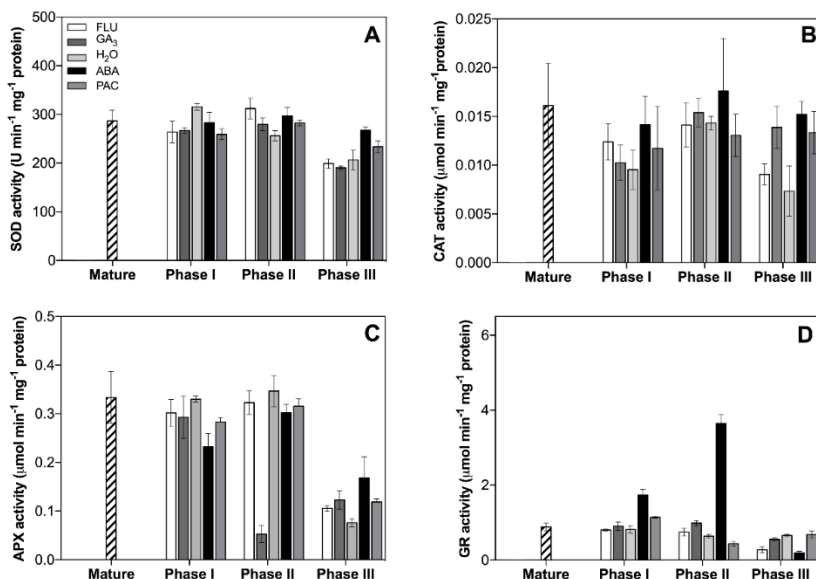 A
SOD activity (U min⁻¹ mg⁻¹ protein)
500
400
300
200
100
0
FLU
GA₃
H₂O
ABA
PAC
Mature Phase I Phase II Phase III
B
CAT activity (µmol min⁻¹ mg⁻¹protein)
0.025
0.020
0.015
0.010
0.005
0.000
Mature Phase I Phase II Phase III
C
APX activity (µmol min⁻¹ mg⁻¹ protein)
0.5
0.4
0.3
0.2
0.1
0.0
Mature Phase I Phase II Phase III
D
GR activity (µmol min⁻¹ mg⁻¹ protein)
6
4
2
0
Mature Phase I Phase II Phase III